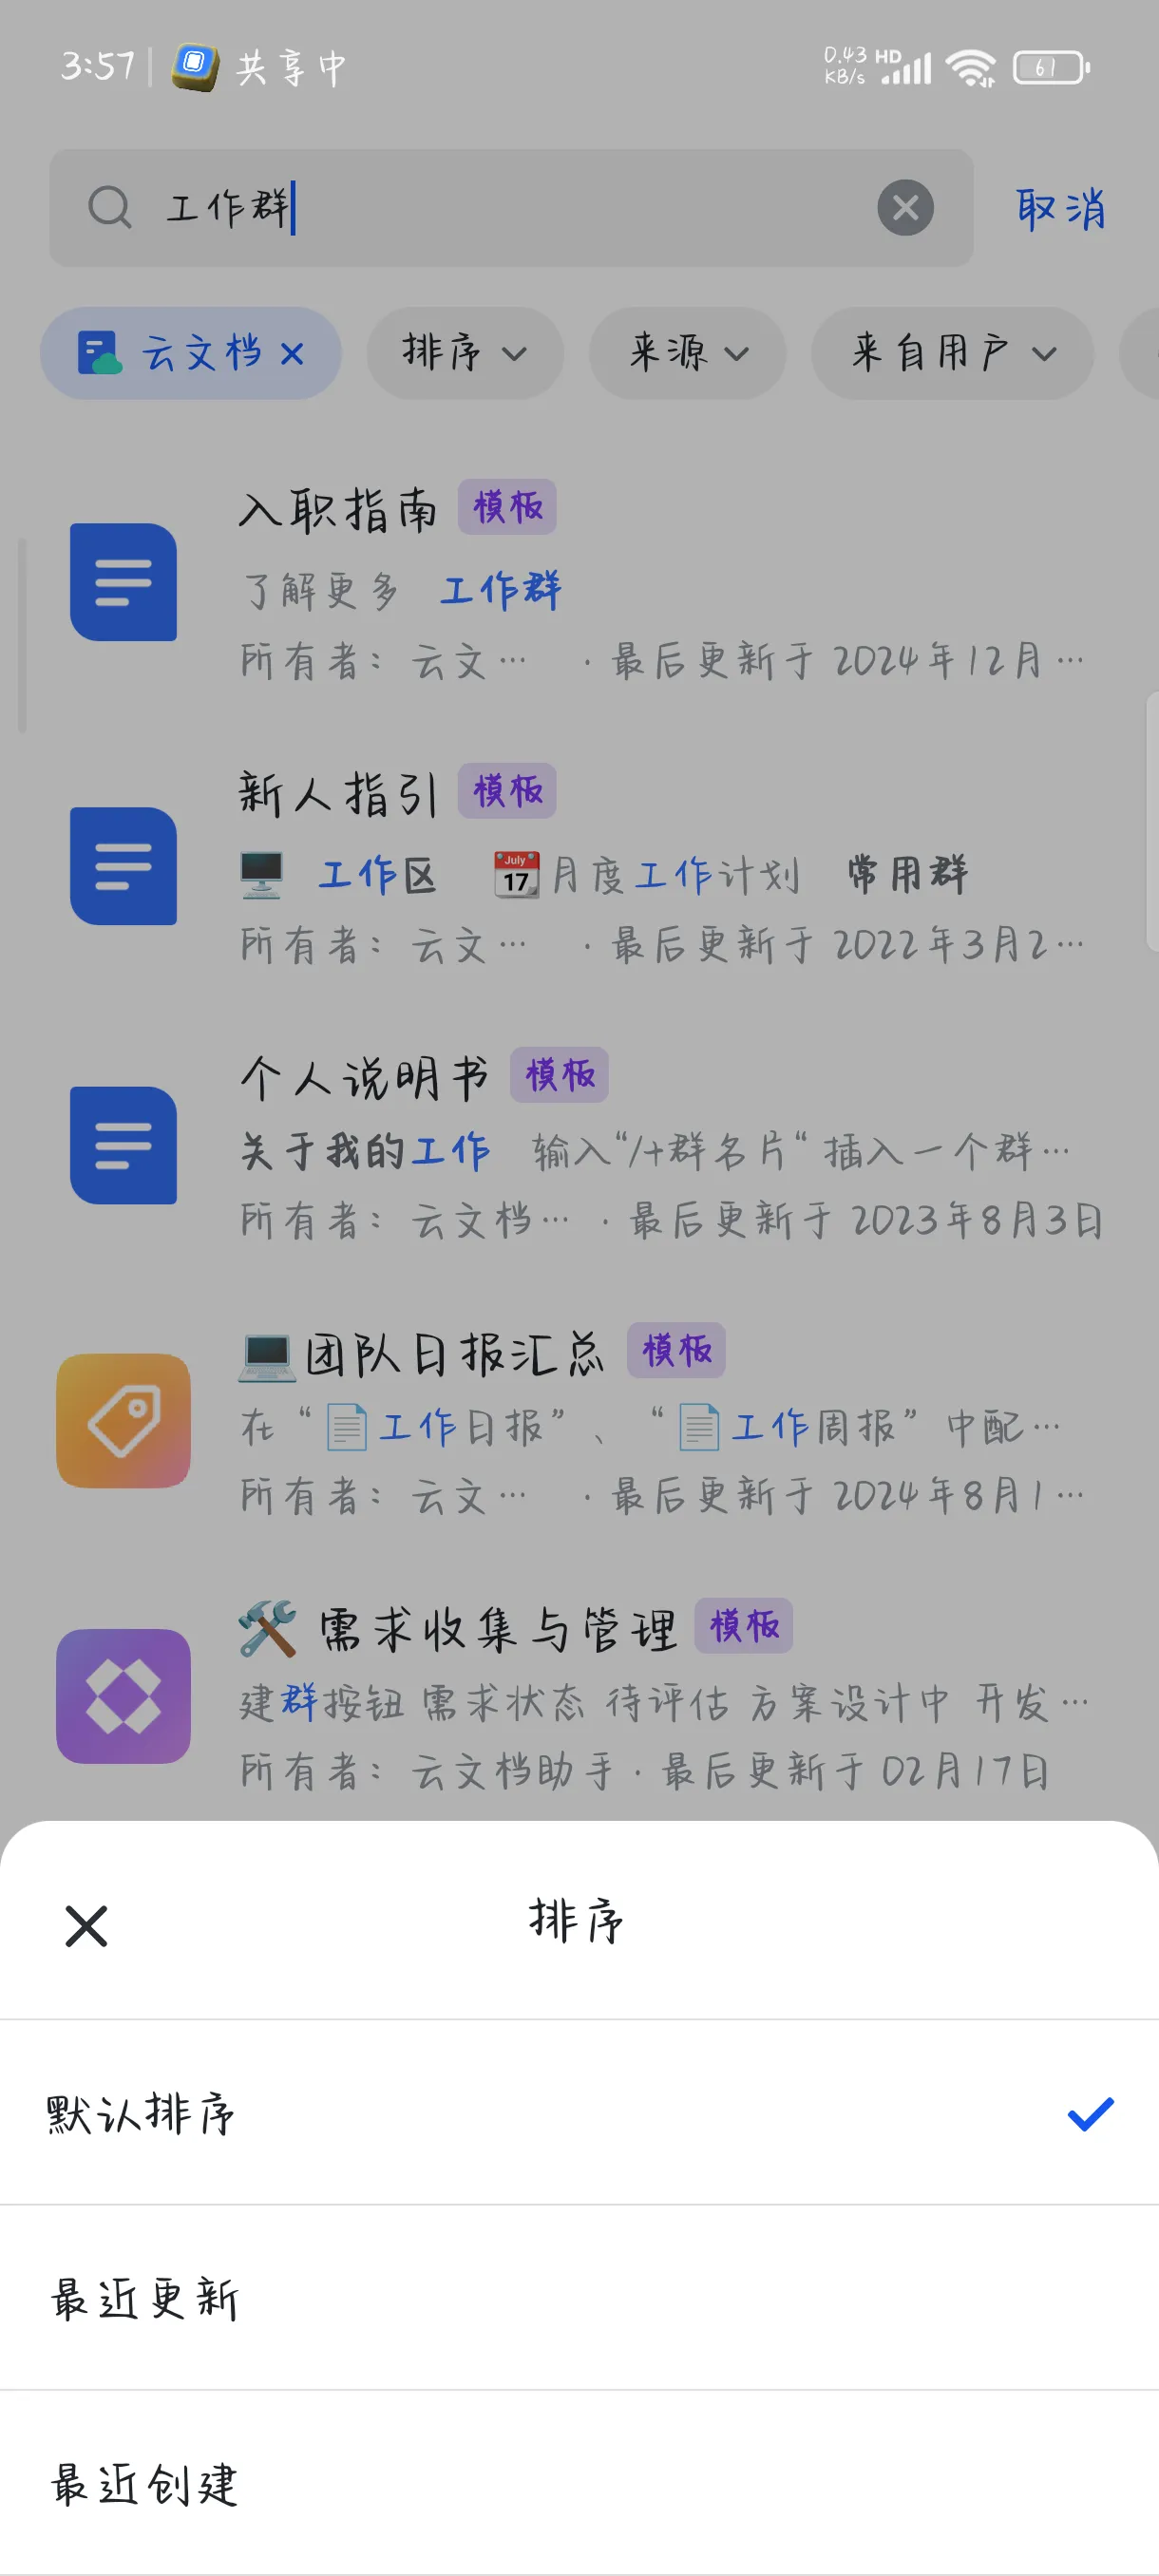 3:57 共享中 0.43 KB/s HD 61
工作群 取消
云文档 排序 来源 来自用户
入职指南 模板
了解更多 工作群
所有者：云文… · 最后更新于 2024年12月…
新人指引 模板
工作区 July 17 月度工作计划 常用群
所有者：云文… · 最后更新于 2022年3月2…
个人说明书 模板
关于我的工作 输入“/+群名片“ 插入一个群…
所有者：云文档… · 最后更新于 2023年8月3日
团队日报汇总 模板
在 “📄工作日报”、“📄工作周报” 中配…
所有者：云文… · 最后更新于 2024年8月1…
需求收集与管理 模板
建群按钮 需求状态 待评估 方案设计中 开发…
所有者：云文档助手 · 最后更新于 02月17日
排序
默认排序
最近更新
最近创建